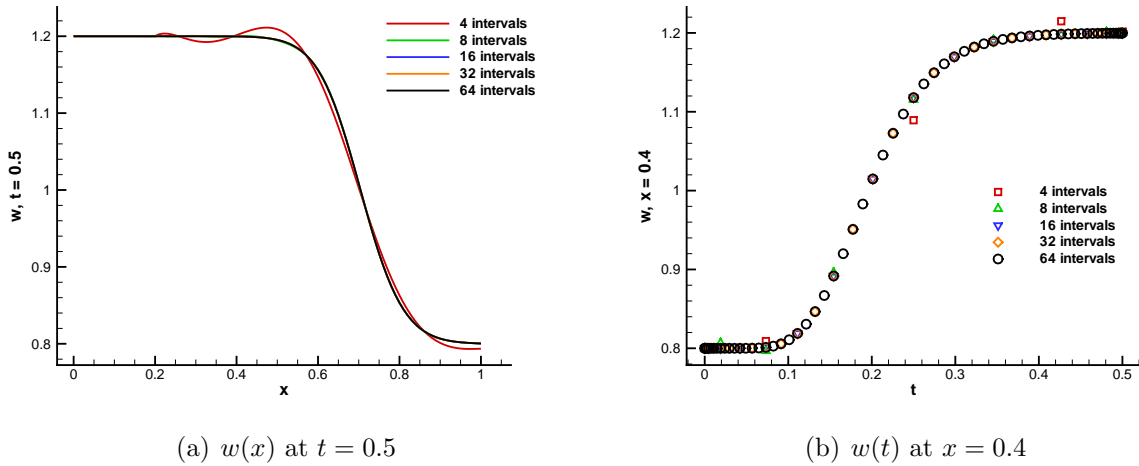 4 intervals
8 intervals
16 intervals
32 intervals
64 intervals
w, t = 0.5
1.2
1.1
1
0.9
0.8
0
0.2
0.4
0.6
0.8
1
x
(a) w(x) at t = 0.5
w, x = 0.4
1.2
1.1
1
0.9
0.8
4 intervals
8 intervals
16 intervals
32 intervals
64 intervals
0
0.1
0.2
0.3
0.4
0.5
t
(b) w(t) at x = 0.4